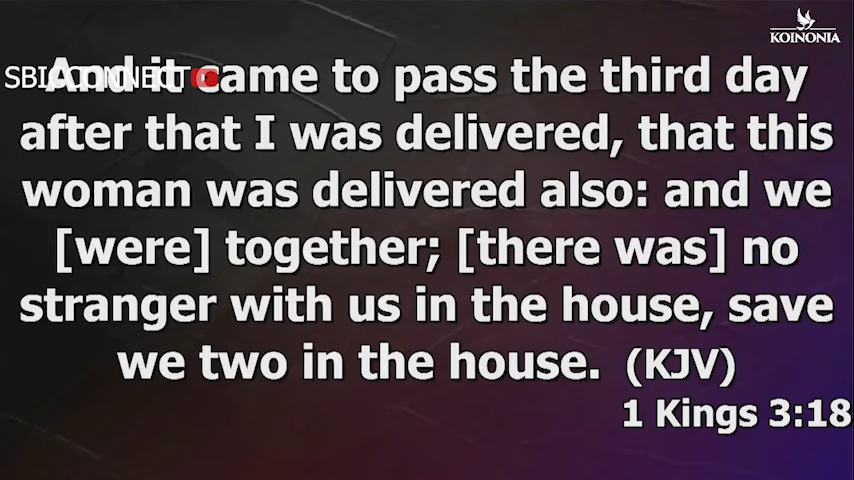 KOINONIA
SBICCONNECT
And it came to pass the third day
after that I was delivered, that this
woman was delivered also: and we
[were] together; [there was] no
stranger with us in the house, save
we two in the house. (KJV)
1 Kings 3:18